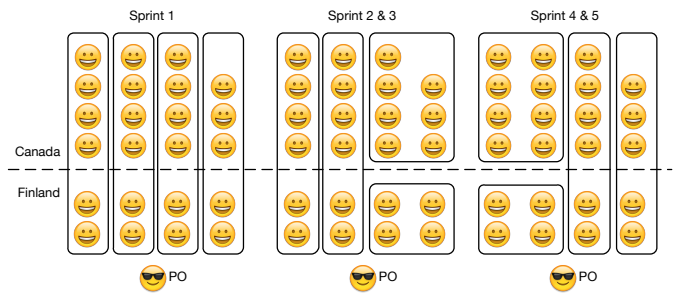 Sprint 1
Sprint 2 & 3
Sprint 4 & 5
Canada
Finland
PO
PO
PO